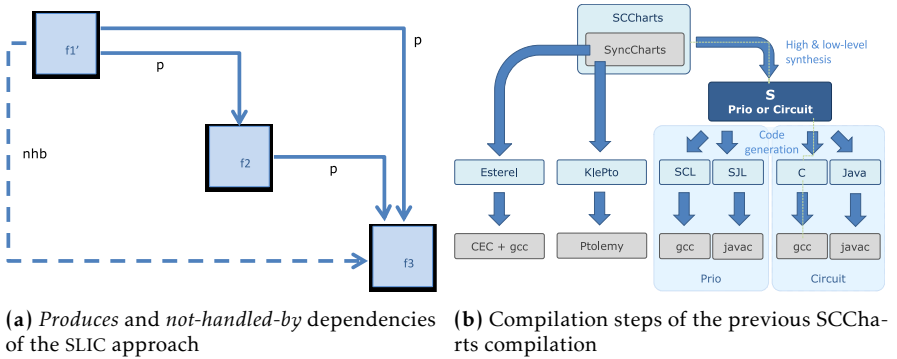 f1’
p
p
f2
nhb
p
f3
(a) Produces and not-handled-by dependencies
of the SLIC approach
SCCharts
SyncCharts
High & low-level
synthesis
S
Prio or Circuit
Code
generation
Esterel
KlePto
SCL
SJL
C
Java
CEC + gcc
Ptolemy
gcc
javac
gcc
javac
Prio
Circuit
(b) Compilation steps of the previous SCCha-
rts compilation